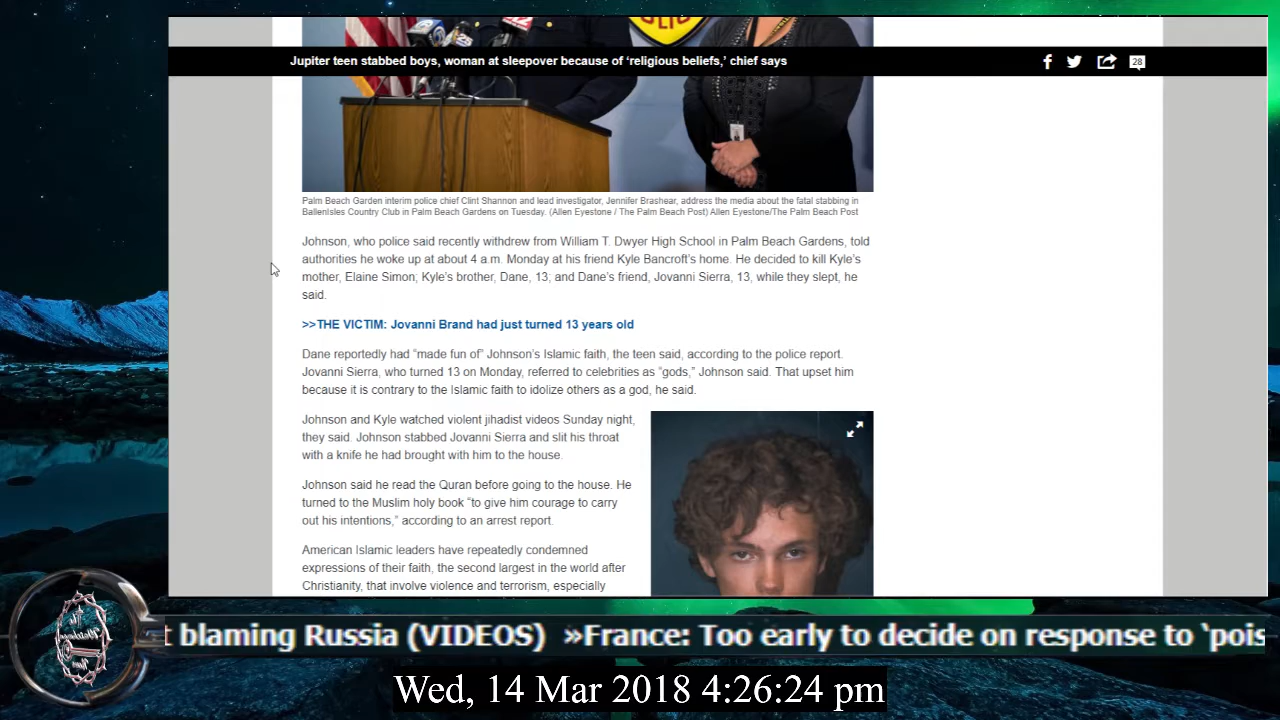 Jupiter teen stabbed boys, woman at sleepover because of ‘religious beliefs,’ chief says
28
Palm Beach Garden interim police chief Clint Shannon and lead investigator, Jennifer Brashear, address the media about the fatal stabbing in
BallenIsles Country Club in Palm Beach Gardens on Tuesday. (Allen Eyestone / The Palm Beach Post) Allen Eyestone/The Palm Beach Post
Johnson, who police said recently withdrew from William T. Dwyer High School in Palm Beach Gardens, told
authorities he woke up at about 4 a.m. Monday at his friend Kyle Bancroft’s home. He decided to kill Kyle’s
mother, Elaine Simon; Kyle’s brother, Dane, 13; and Dane’s friend, Jovanni Sierra, 13, while they slept, he
said.
>>THE VICTIM: Jovanni Brand had just turned 13 years old
Dane reportedly had “made fun of” Johnson’s Islamic faith, the teen said, according to the police report.
Jovanni Sierra, who turned 13 on Monday, referred to celebrities as “gods,” Johnson said. That upset him
because it is contrary to the Islamic faith to idolize others as a god, he said.
Johnson and Kyle watched violent jihadist videos Sunday night,
they said. Johnson stabbed Jovanni Sierra and slit his throat
with a knife he had brought with him to the house.
Johnson said he read the Quran before going to the house. He
turned to the Muslim holy book “to give him courage to carry
out his intentions,” according to an arrest report.
American Islamic leaders have repeatedly condemned
expressions of their faith, the second largest in the world after
Christianity, that involve violence and terrorism, especially
t blaming Russia (VIDEOS) »France: Too early to decide on response to ‘pois
Wed, 14 Mar 2018 4:26:24 pm